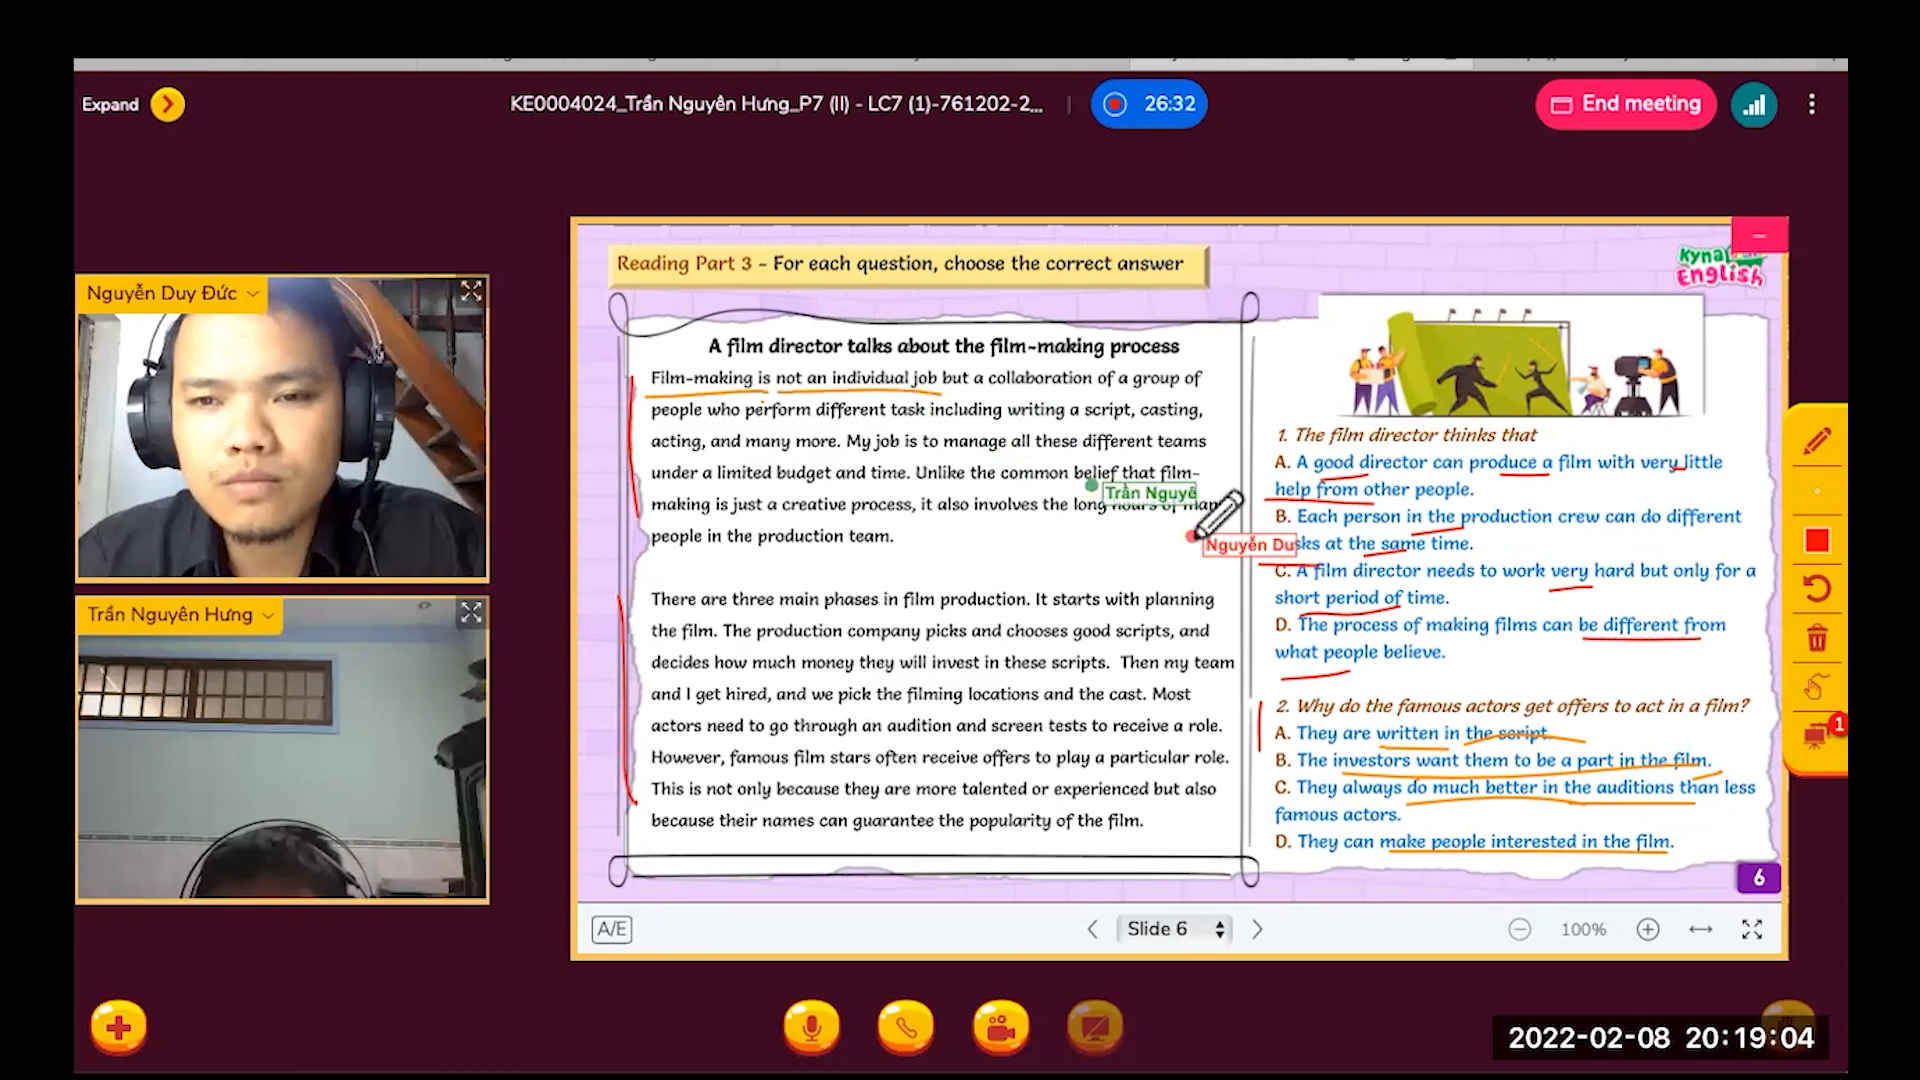 Expand
KE0004024_Trần Nguyên Hưng_P7 (II) - LC7 (1)-761202-2...
26:32
End meeting
Nguyễn Duy Đức
Trần Nguyên Hưng
Reading Part 3 - For each question, choose the correct answer
Kyna
English
A film director talks about the film-making process
Film-making is not an individual job but a collaboration of a group of
people who perform different task including writing a script, casting,
acting, and many more. My job is to manage all these different teams
under a limited budget and time. Unlike the common belief that film-
making is just a creative process, it also involves the long hours of man
people in the production team.
Trần Nguyê
Nguyễn Du
There are three main phases in film production. It starts with planning
the film. The production company picks and chooses good scripts, and
decides how much money they will invest in these scripts. Then my team
and I get hired, and we pick the filming locations and the cast. Most
actors need to go through an audition and screen tests to receive a role.
However, famous film stars often receive offers to play a particular role.
This is not only because they are more talented or experienced but also
because their names can guarantee the popularity of the film.
1. The film director thinks that
A. A good director can produce a film with very little
help from other people.
B. Each person in the production crew can do different
sks at the same time.
C. A film director needs to work very hard but only for a
short period of time.
D. The process of making films can be different from
what people believe.
2. Why do the famous actors get offers to act in a film?
A. They are written in the script.
B. The investors want them to be a part in the film.
C. They always do much better in the auditions than less
famous actors.
D. They can make people interested in the film.
6
1
A/E
Slide 6
100%
2022-02-08 20:19:04